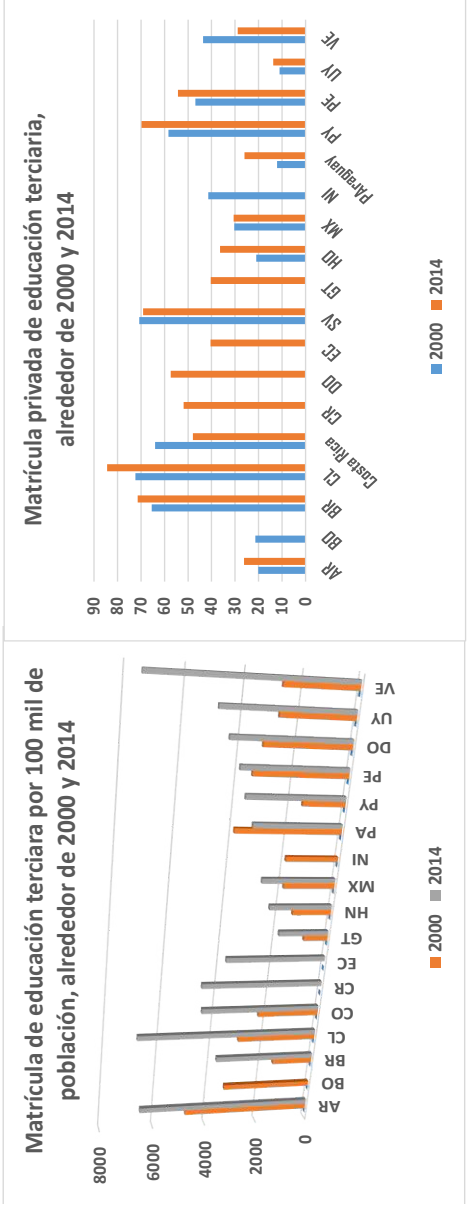 Matrícula de educación terciara por 100 mil de
población, alrededor de 2000 y 2014
8000
6000
4000
2000
0
AR BO BR CL CO CR EC GT HN MX NI PA PY PE DO UY VE
2000 2014
Matrícula privada de educación terciaria,
alrededor de 2000 y 2014
90
80
70
60
50
40
30
20
10
0
AR BO BR CL Costa Rica CR DO EC SV GT HO MX NI PAraguay PY PE UY VE
2000 2014